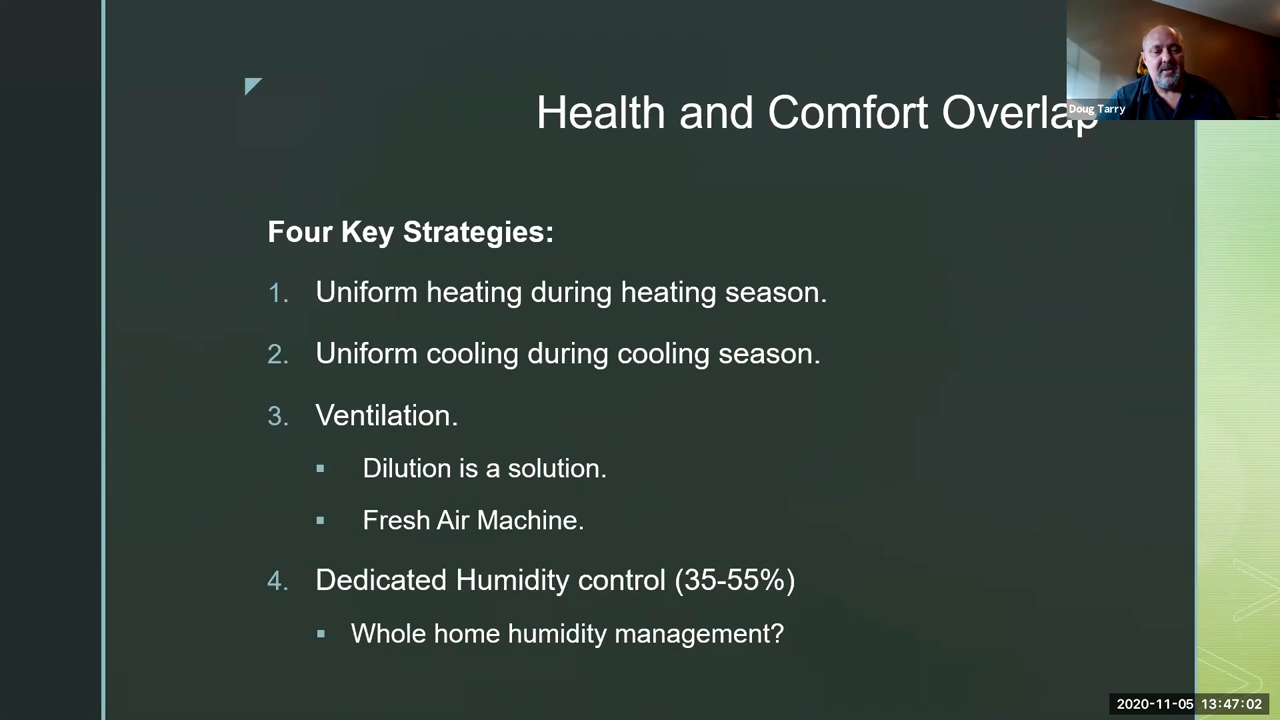 Health and Comfort Overlap
Doug Tarry
Four Key Strategies:
1. Uniform heating during heating season.
2. Uniform cooling during cooling season.
3. Ventilation.
▪ Dilution is a solution.
▪ Fresh Air Machine.
4. Dedicated Humidity control (35-55%)
▪ Whole home humidity management?
2020-11-05 13:47:02